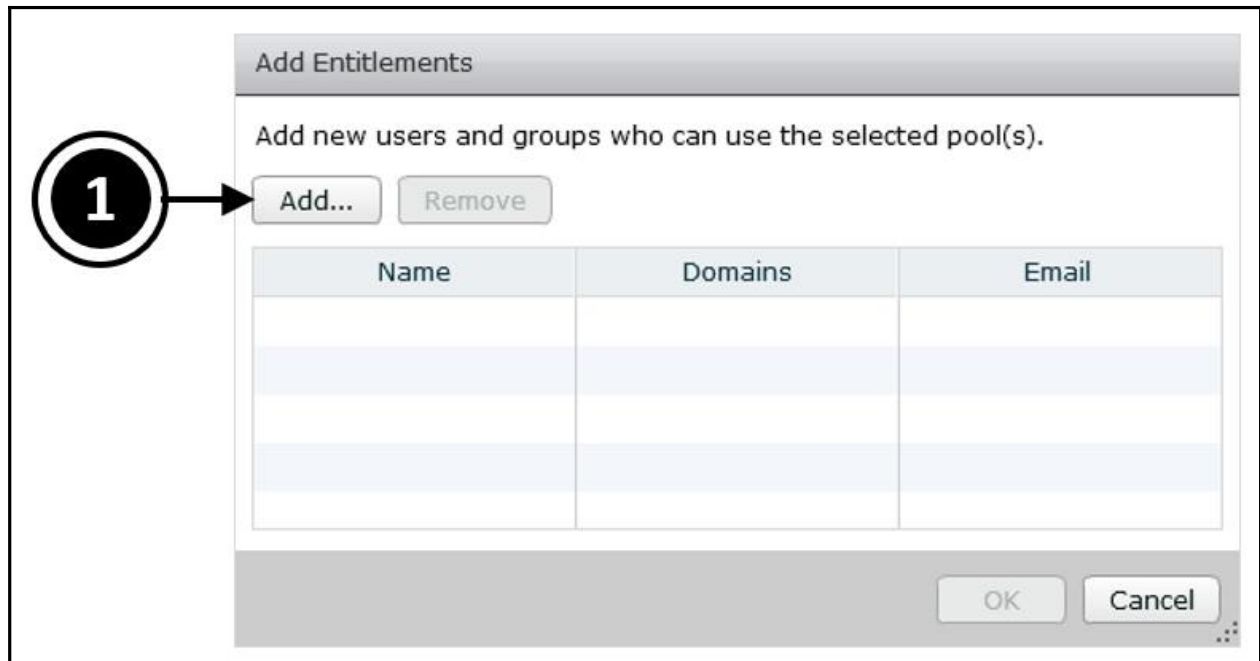 Add Entitlements
Add new users and groups who can use the selected pool(s).
1
Add... Remove
Name Domains Email
OK Cancel